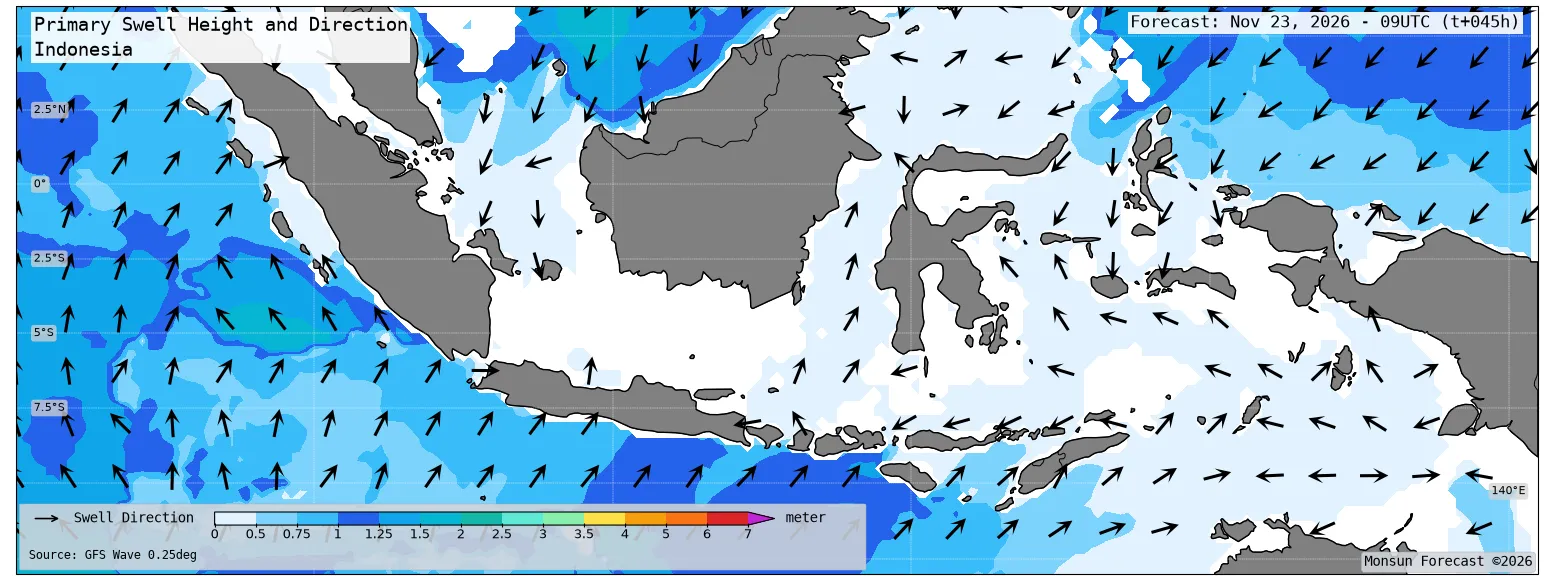 Primary Swell Height and Direction
Indonesia
Forecast: Nov 23, 2026 - 09UTC (t+045h)
2.5°N
0°
2.5°S
5°S
7.5°S
140°E
Swell Direction
0 0.5 0.75 1 1.25 1.5 2 2.5 3 3.5 4 5 6 7 meter
Source: GFS Wave 0.25deg
Monsun Forecast ©2026